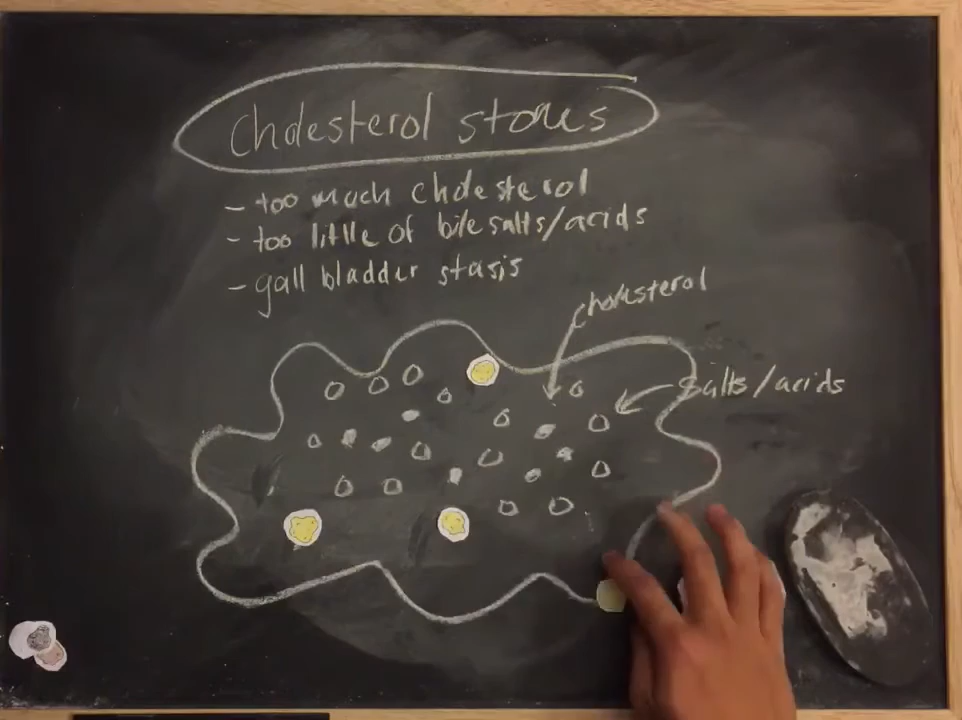 Cholesterol stones
- too much cholesterol
- too little of bile salts/acids
- gall bladder stasis
cholesterol
salts/acids